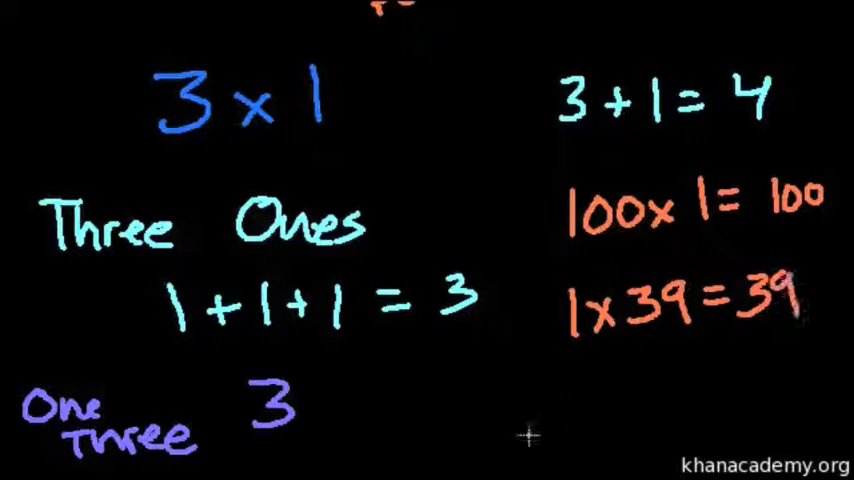 3 x 1
Three Ones
1 + 1 + 1 = 3
One
Three 3
3 + 1 = 4
100 x 1 = 100
1 x 39 = 39
khanacademy.org